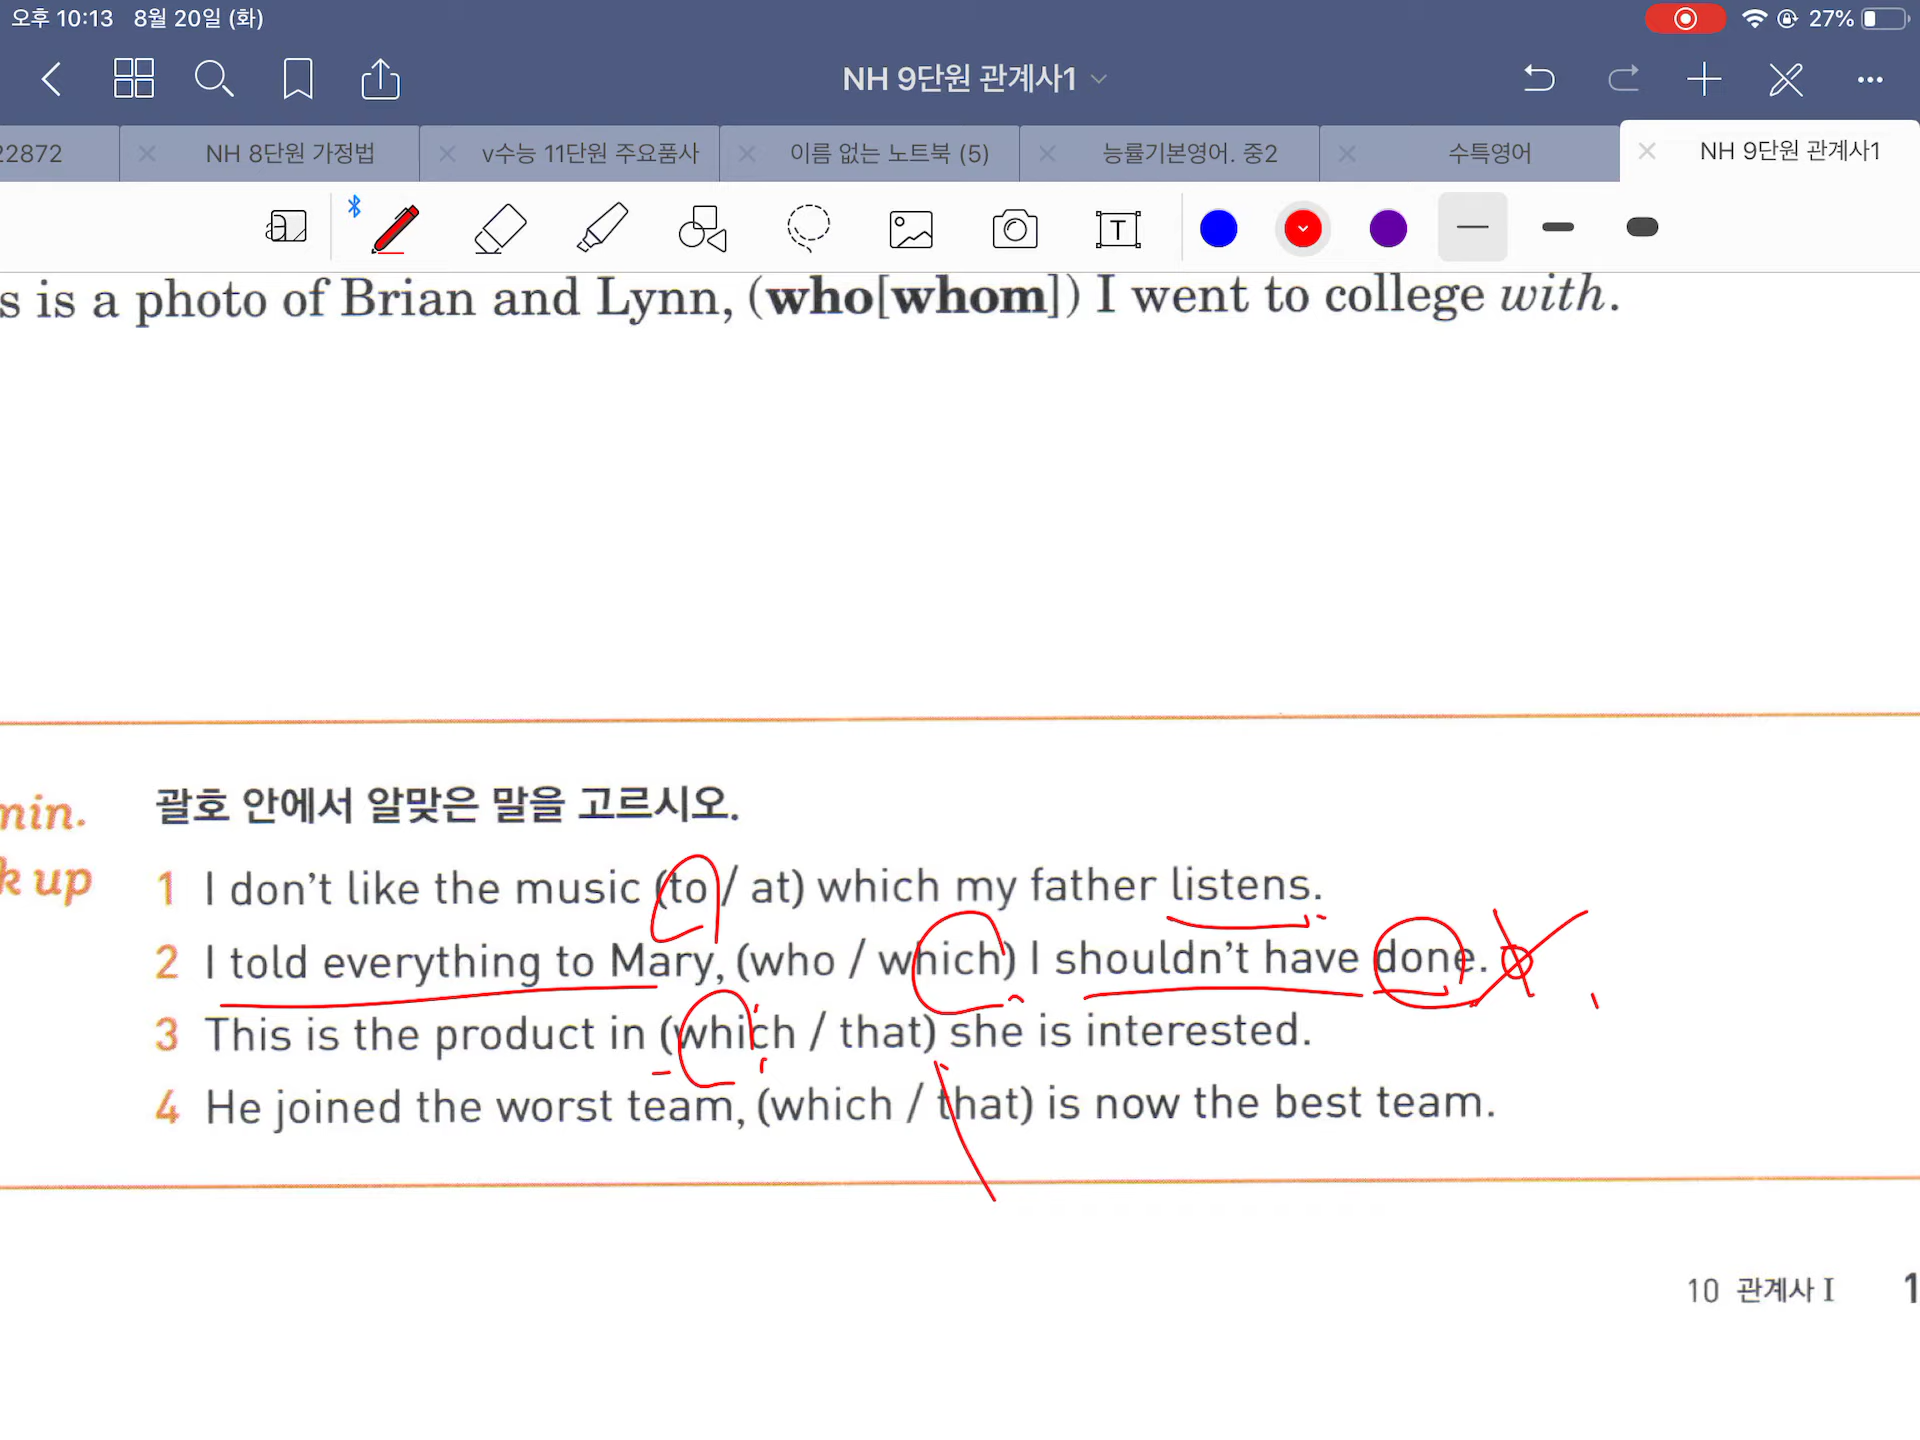 오후 10:13 8월 20일 (화) 27%
NH 9단원 관계사1
22872 NH 8단원 가정법 v수능 11단원 주요품사 이름 없는 노트북 (5) 능률기본영어. 중2 수특영어 NH 9단원 관계사1
T
s is a photo of Brian and Lynn, (who[whom]) I went to college with.
min.
k up
괄호 안에서 알맞은 말을 고르시오.
1 I don't like the music (to / at) which my father listens.
2 I told everything to Mary, (who / which) I shouldn't have done.
3 This is the product in (which / that) she is interested.
4 He joined the worst team, (which / that) is now the best team.
10 관계사 I 1